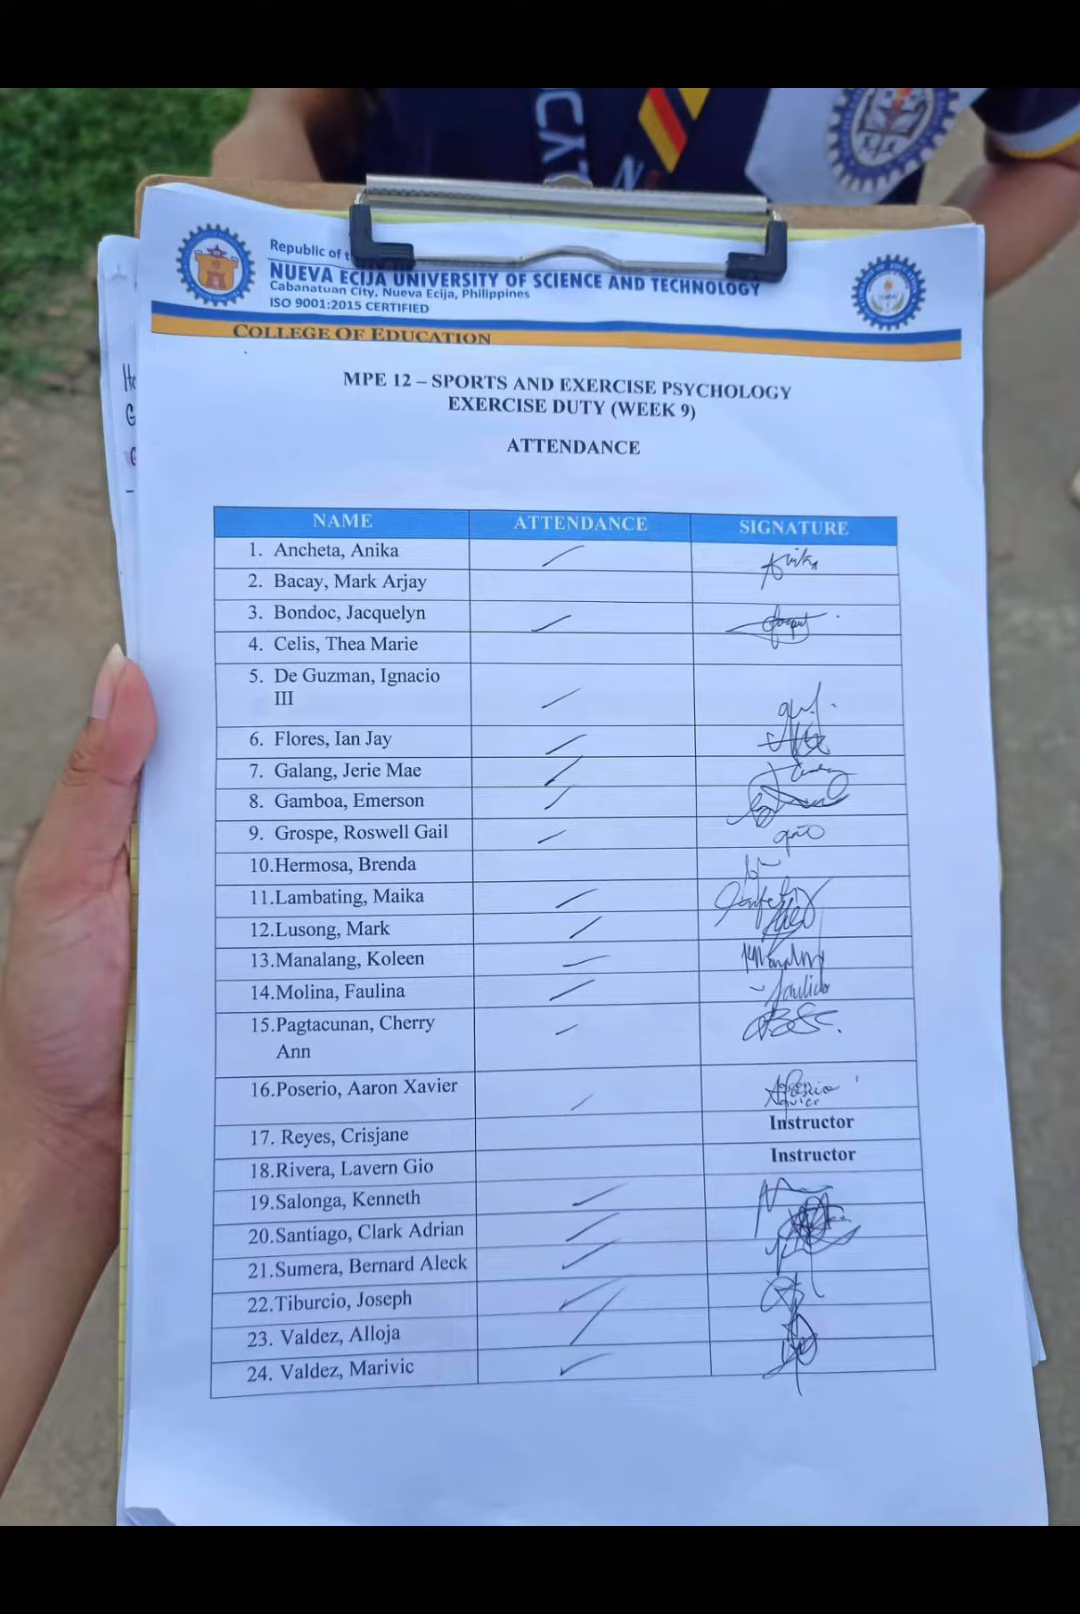 Republic of t
NUEVA ECIJA UNIVERSITY OF SCIENCE AND TECHNOLOGY
Cabanatuan City, Nueva Ecija, Philippines
ISO 9001:2015 CERTIFIED
COLLEGE OF EDUCATION
MPE 12 – SPORTS AND EXERCISE PSYCHOLOGY
EXERCISE DUTY (WEEK 9)
ATTENDANCE
NAME ATTENDANCE SIGNATURE
1. Ancheta, Anika Anika
2. Bacay, Mark Arjay
3. Bondoc, Jacquelyn
4. Celis, Thea Marie
5. De Guzman, Ignacio
III
6. Flores, Ian Jay
7. Galang, Jerie Mae
8. Gamboa, Emerson
9. Grospe, Roswell Gail
10.Hermosa, Brenda
11.Lambating, Maika
12.Lusong, Mark
13.Manalang, Koleen
14.Molina, Faulina
15.Pagtacunan, Cherry
Ann
16.Poserio, Aaron Xavier
Instructor
17. Reyes, Crisjane
Instructor
18.Rivera, Lavern Gio
19.Salonga, Kenneth
20.Santiago, Clark Adrian
21.Sumera, Bernard Aleck
22.Tiburcio, Joseph
23. Valdez, Alloja
24. Valdez, Marivic